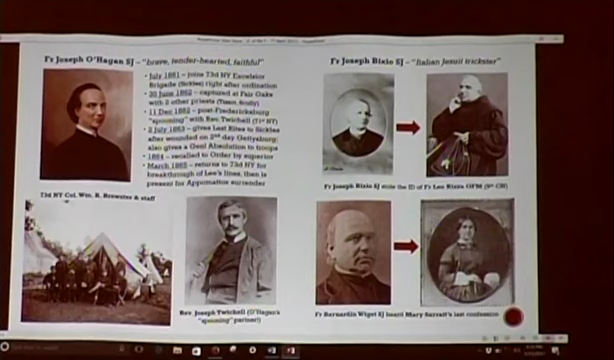 Fr Joseph O'Hagan SJ – "brave, tender-hearted, faithful"
• July 1861 – joins 73d NY Excelsior
Brigade (Sickles) right after ordination
• 30 June 1862 – captured at Fair Oaks
with 2 other priests
• 11 Dec 1862 – post-Fredericksburg
"spooning" with Rev. Twichell (71st NY)
• 2 July 1863 – gives Last Rites to Sickles
after wounded on 2nd day Gettysburg;
also gives Genl Absolution to troops
• 1864 – recalled to Order by superior
• March 1865 – returns to 73d NY for
breakthrough of Lee's lines, then is
present for Appomattox surrender
73d NY Col. Wm. R. Brewster & staff
Rev. Joseph Twichell (O'Hagan's
"spooning" partner!)
Fr Joseph Bixio SJ – "Italian Jesuit trickster"
Fr Joseph Bixio SJ stole the ID of Fr Leo Rizza OFM (9th CN)
Fr Bernardin Wiget SJ heard Mary Surratt's last confession